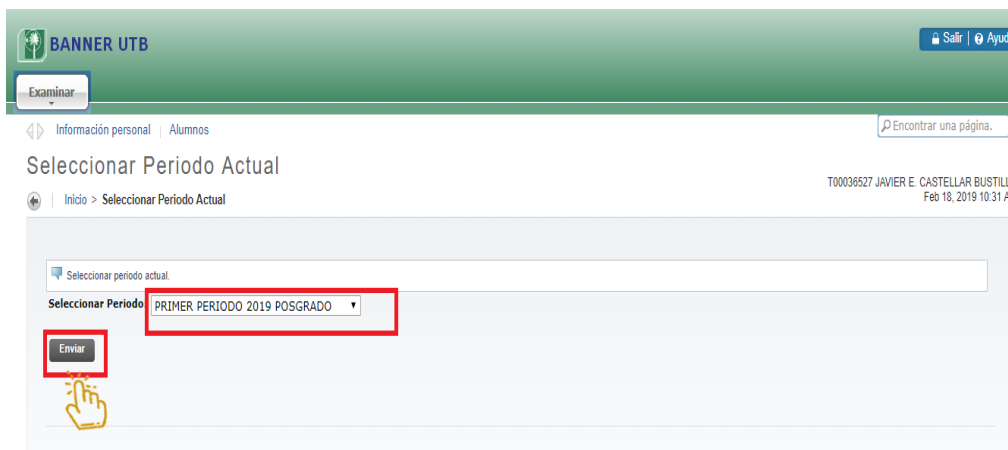 BANNER UTB
Salir | Ayud
Examinar
Información personal | Alumnos
Encontrar una página.
Seleccionar Periodo Actual
T00036527 JAVIER E. CASTELLAR BUSTILL
Inicio > Seleccionar Periodo Actual
Feb 18, 2019 10:31 A
Seleccionar periodo actual.
Seleccionar Periodo PRIMER PERIODO 2019 POSGRADO
Enviar